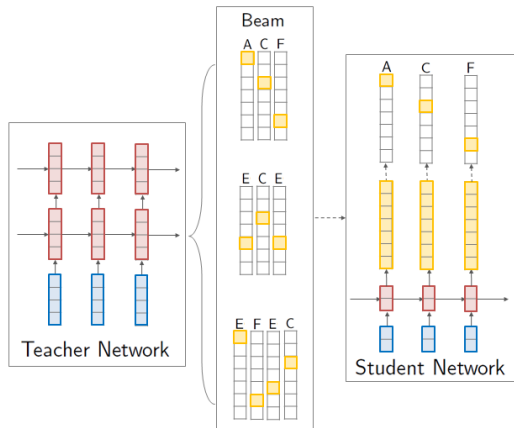 Beam
A C F
E C E
E F E C
Teacher Network
A C F
Student Network